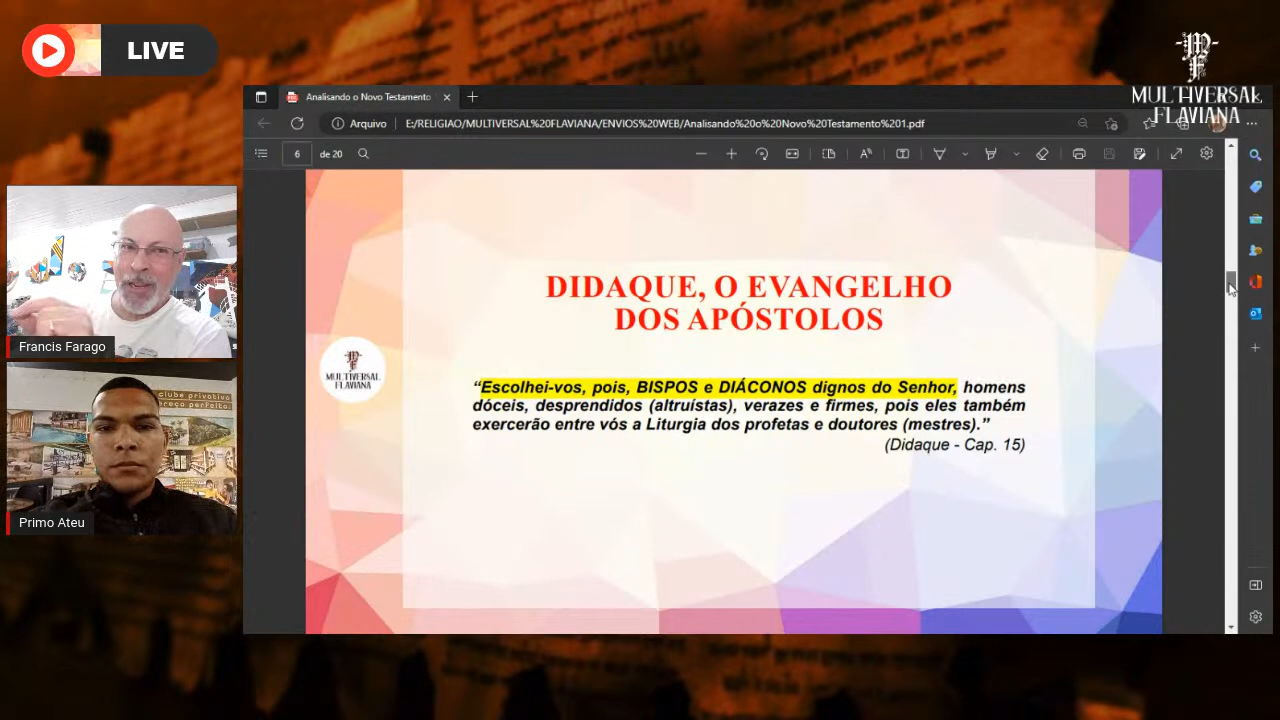 LIVE
Analisando o Novo Testamento
MULTIVERSAL
FLAVIANA
Arquivo
E:/RELIGIAO/MULTIVERSAL%20FLAVIANA/ENVIOS%20WEB/Analisando%20o%20Novo%20Testamento%201.pdf
6 de 20
DIDAQUE, O EVANGELHO
DOS APÓSTOLOS
“Escolhei-vos, pois, BISPOS e DIÁCONOS dignos do Senhor, homens
dóceis, desprendidos (altruístas), verazes e firmes, pois eles também
exercerão entre vós a Liturgia dos profetas e doutores (mestres).”
(Didaque - Cap. 15)
MULTIVERSAL
FLAVIANA
Francis Farago
clube privativo
Primo Ateu